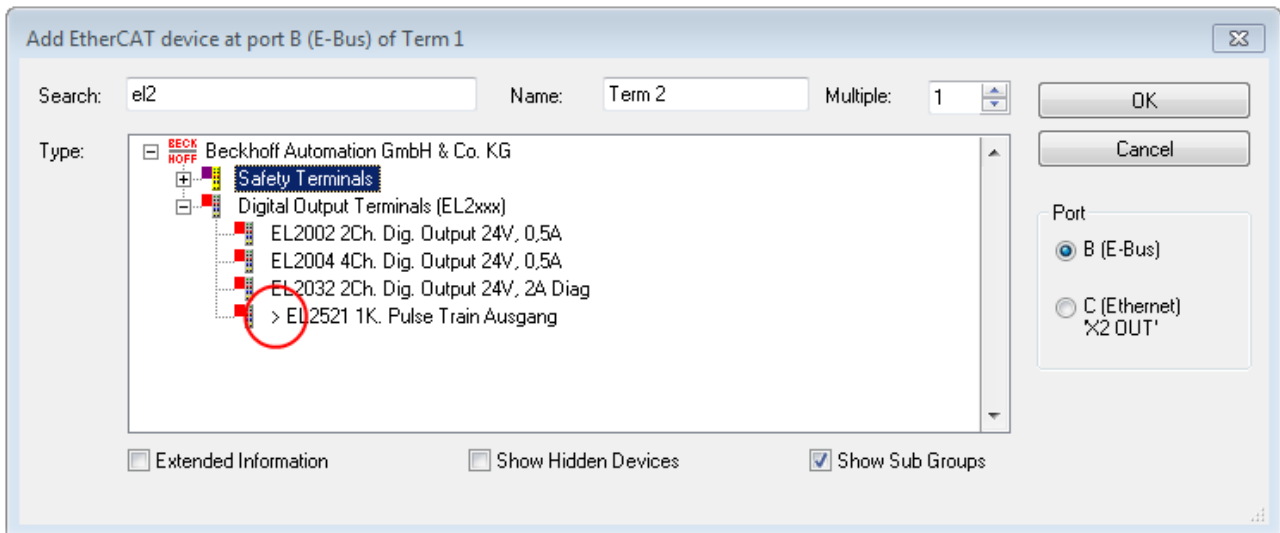 Add EtherCAT device at port B (E-Bus) of Term 1
Search: el2 Name: Term 2 Multiple: 1 OK
Type: BECKHOFF Beckhoff Automation GmbH & Co. KG Cancel
Safety Terminals
Digital Output Terminals (EL2xxx) Port
EL2002 2Ch. Dig. Output 24V, 0,5A B (E-Bus)
EL2004 4Ch. Dig. Output 24V, 0,5A
EL2032 2Ch. Dig. Output 24V, 2A Diag C (Ethernet)
> EL2521 1K. Pulse Train Ausgang 'X2 OUT'
Extended Information Show Hidden Devices Show Sub Groups